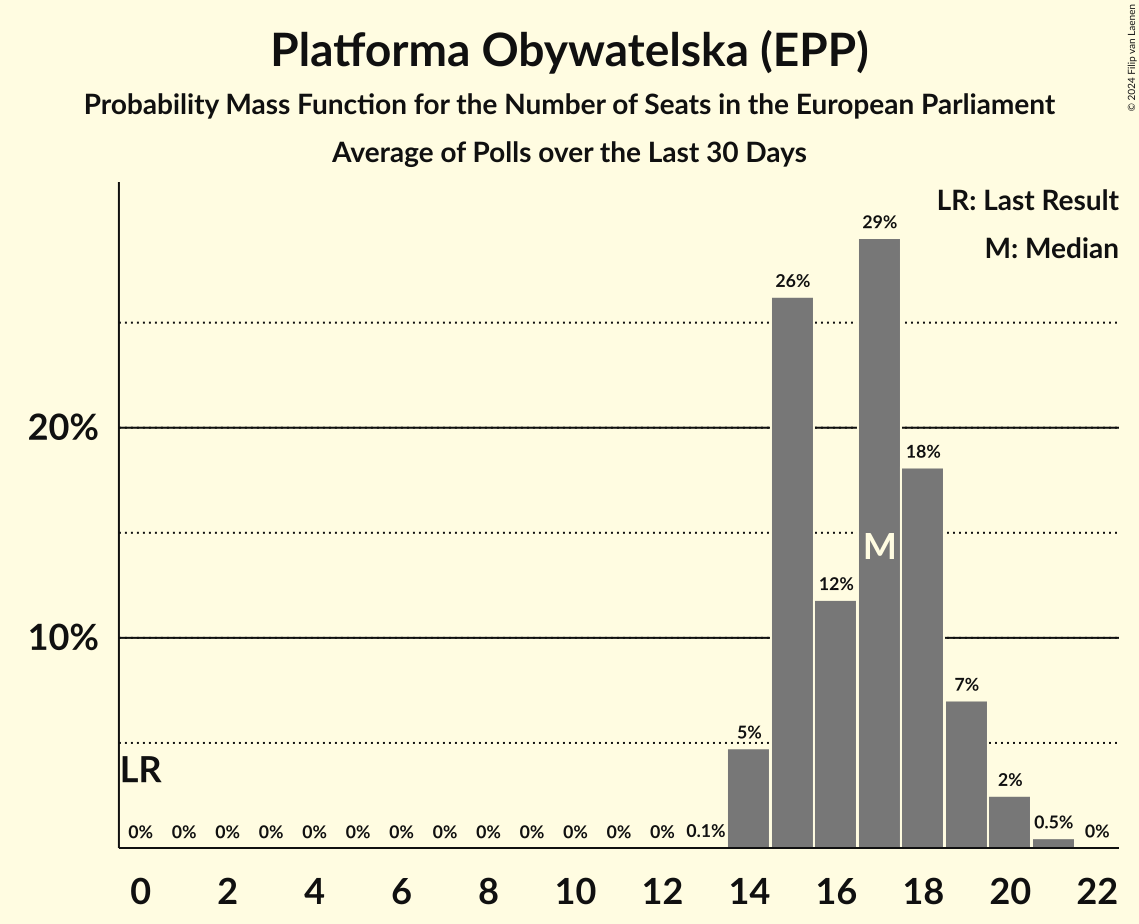 Platforma Obywatelska (EPP)
Probability Mass Function for the Number of Seats in the European Parliament
Average of Polls over the Last 30 Days
© 2024 Filip van Laenen
LR: Last Result
M: Median
29%
26%
20%
18%
M
12%
10%
7%
5%
LR
2%
0% 0% 0% 0% 0% 0% 0% 0% 0% 0% 0% 0% 0% 0.1% 0.5% 0%
0 2 4 6 8 10 12 14 16 18 20 22